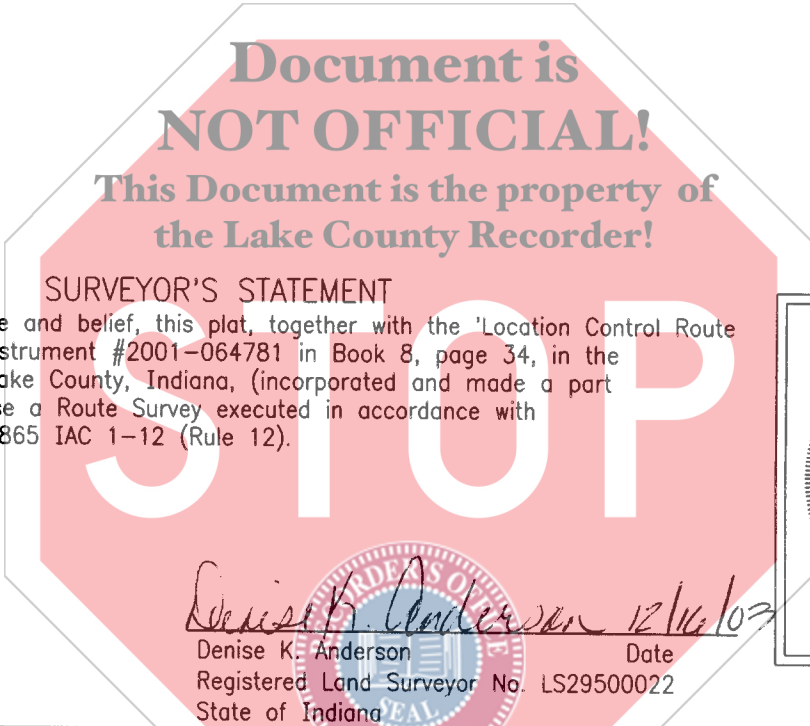 Document is
NOT OFFICIAL!
This Document is the property of
the Lake County Recorder!
SURVEYOR'S STATEMENT
e and belief, this plat, together with the 'Location Control Route
strument #2001-064781 in Book 8, page 34, in the
ake County, Indiana, (incorporated and made a part
e a Route Survey executed in accordance with
865 IAC 1-12 (Rule 12).
STOP
RDER'S O
Denise K. Anderson 12/16/03
Denise K. Anderson Date
Registered Land Surveyor No. LS29500022
State of Indiana
SEAL